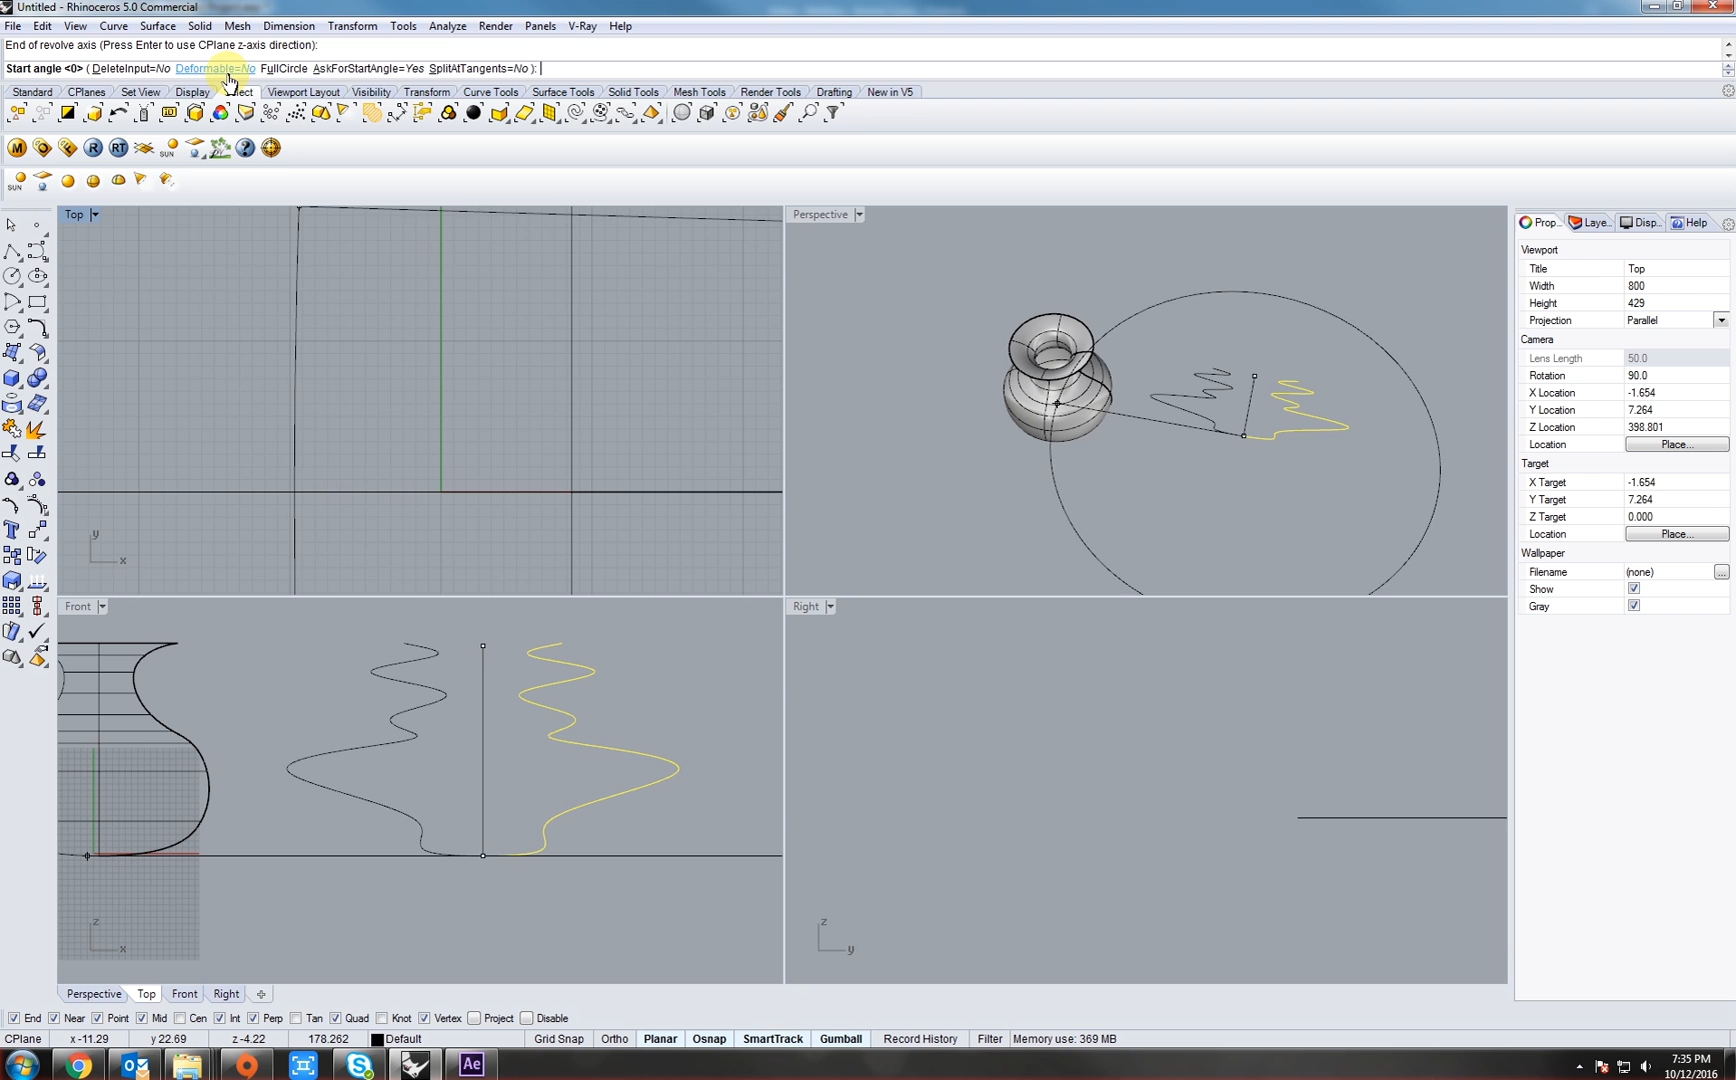 Untitled - Rhinoceros 5.0 Commercial
File Edit View Curve Surface Solid Mesh Dimension Transform Tools Analyze Render Panels V-Ray Help
End of revolve axis (Press Enter to use CPlane z-axis direction):
Start angle <0> ( DeleteInput=No Deformable=No FullCircle AskForStartAngle=Yes SplitAtTangents=No ):
Standard CPlanes Set View Display Viewport Layout Visibility Transform Curve Tools Surface Tools Solid Tools Mesh Tools Render Tools Drafting New in V5
M R RT SUN ?
SUN
Top
Perspective
Prop... Laye... Disp... Help
Viewport
Title Top
Width 800
Height 429
Projection Parallel
Camera
Lens Length 50.0
Rotation 90.0
X Location -1.654
Y Location 7.264
Z Location 398.801
Location Place...
Target
X Target -1.654
Y Target 7.264
Z Target 0.000
Location Place...
Wallpaper
Filename (none) ...
Show
Gray
y
x
Front
Right
z
x
z
y
Perspective Top Front Right
End Near Point Mid Cen Int Perp Tan Quad Knot Vertex Project Disable
CPlane x -11.29 y 22.69 z -4.22 178.262 Default Grid Snap Ortho Planar Osnap SmartTrack Gumball Record History Filter Memory use: 369 MB
Ae
7:35 PM
10/12/2016